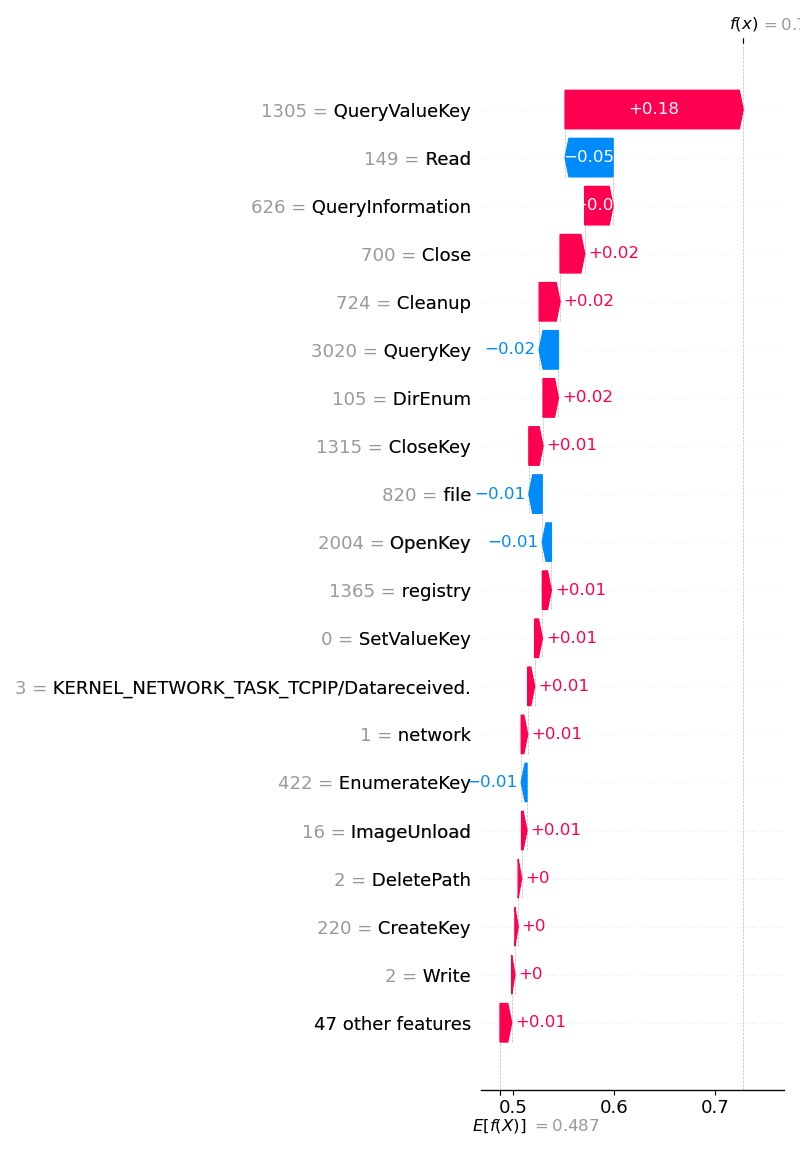 f(x) = 0.7
1305 = QueryValueKey +0.18
149 = Read −0.05
626 = QueryInformation +0.0
700 = Close +0.02
724 = Cleanup +0.02
3020 = QueryKey −0.02
105 = DirEnum +0.02
1315 = CloseKey +0.01
820 = file −0.01
2004 = OpenKey −0.01
1365 = registry +0.01
0 = SetValueKey +0.01
3 = KERNEL_NETWORK_TASK_TCPIP/Datareceived. +0.01
1 = network +0.01
422 = EnumerateKey −0.01
16 = ImageUnload +0.01
2 = DeletePath +0
220 = CreateKey +0
2 = Write +0
47 other features +0.01
0.5 0.6 0.7
E[f(X)] = 0.487